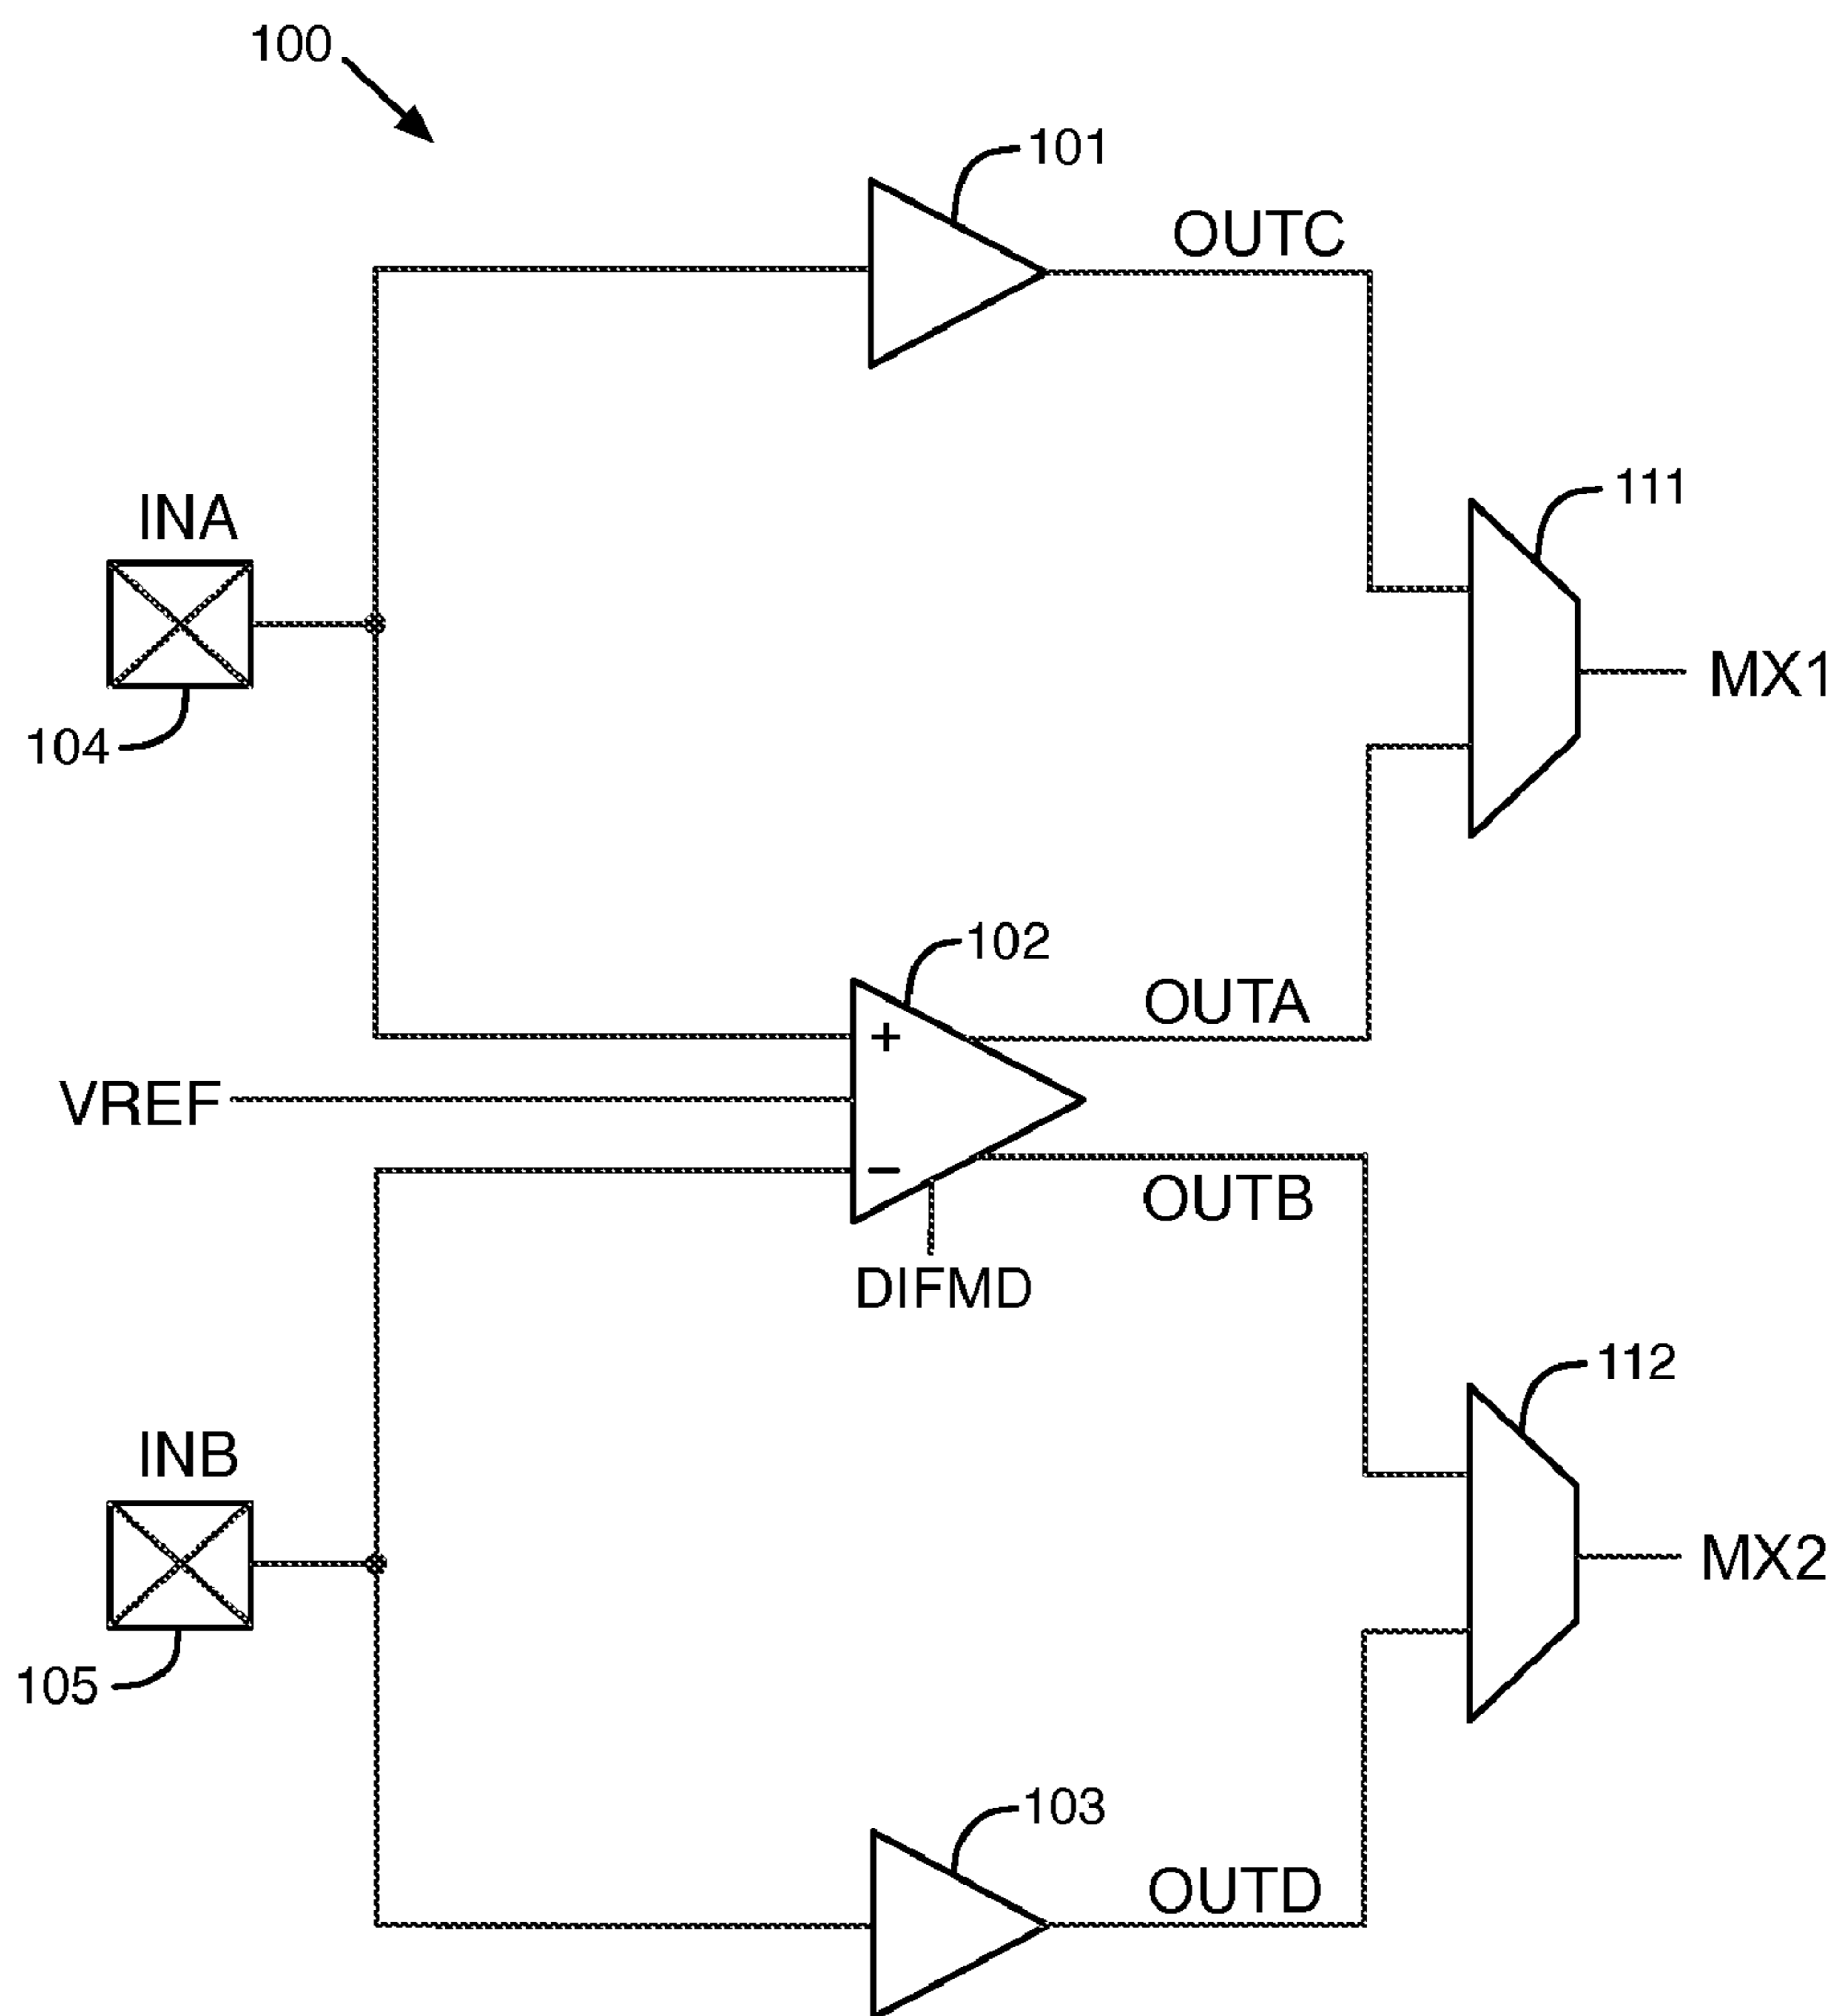 100
101
OUTC
111
INA
MX1
104
102
OUTA
+
VREF
−
OUTB
DIFMD
112
INB
MX2
105
103
OUTD